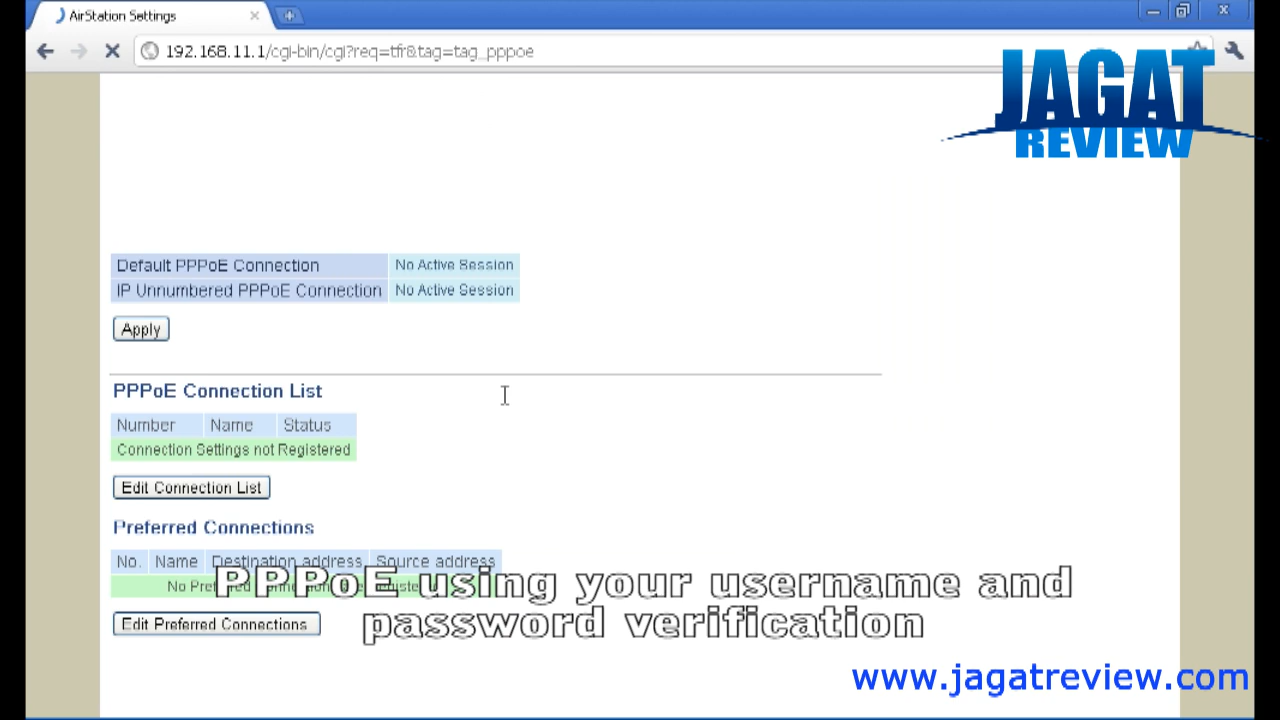 AirStation Settings
192.168.11.1/cgi-bin/cgi?req=tfr&tag=tag_pppoe
JAGAT
REVIEW
Default PPPoE Connection No Active Session
IP Unnumbered PPPoE Connection No Active Session
Apply
PPPoE Connection List
Number Name Status
Connection Settings not Registered
Edit Connection List
Preferred Connections
No. Name Destination address Source address
No
PPPoE using your username and
Edit Preferred Connections
password verification
www.jagatreview.com